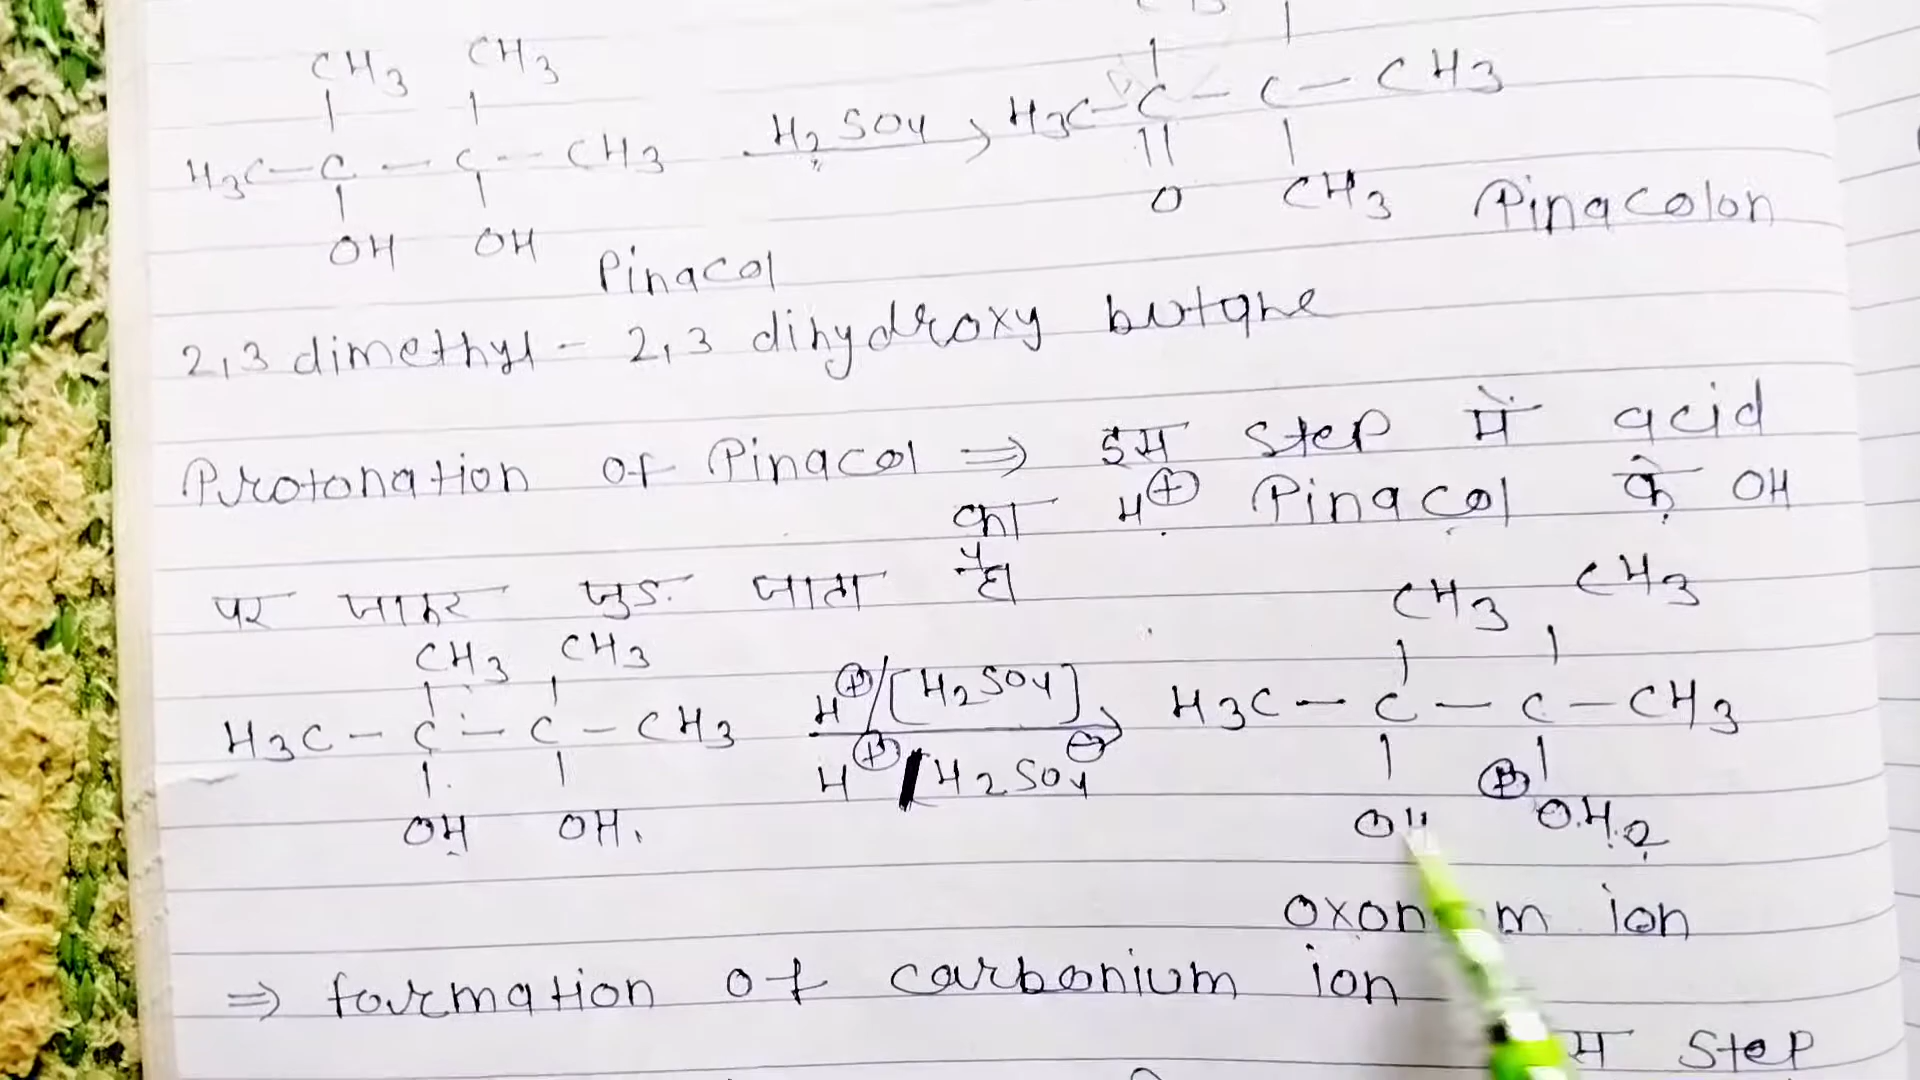 CH3 CH3
H3C-C-C-CH3 H2SO4 → H3C-C-C-CH3
OH OH O CH3 Pinacolon
Pinacol
2,3 dimethyl - 2,3 dihydroxy butane
Protonation of Pinacol ⇒ इस step में acid
का H⊕ Pinacol के OH
पर जाकर जुड़ जाता है
CH3 CH3 CH3 CH3
H3C-C-C-CH3 H⊕/[H2SO4] → H3C-C-C-CH3
H⊕/[H2SO4⊖
OH OH OH ⊕OH2
ion
⇒ formation of carbonium ion
step